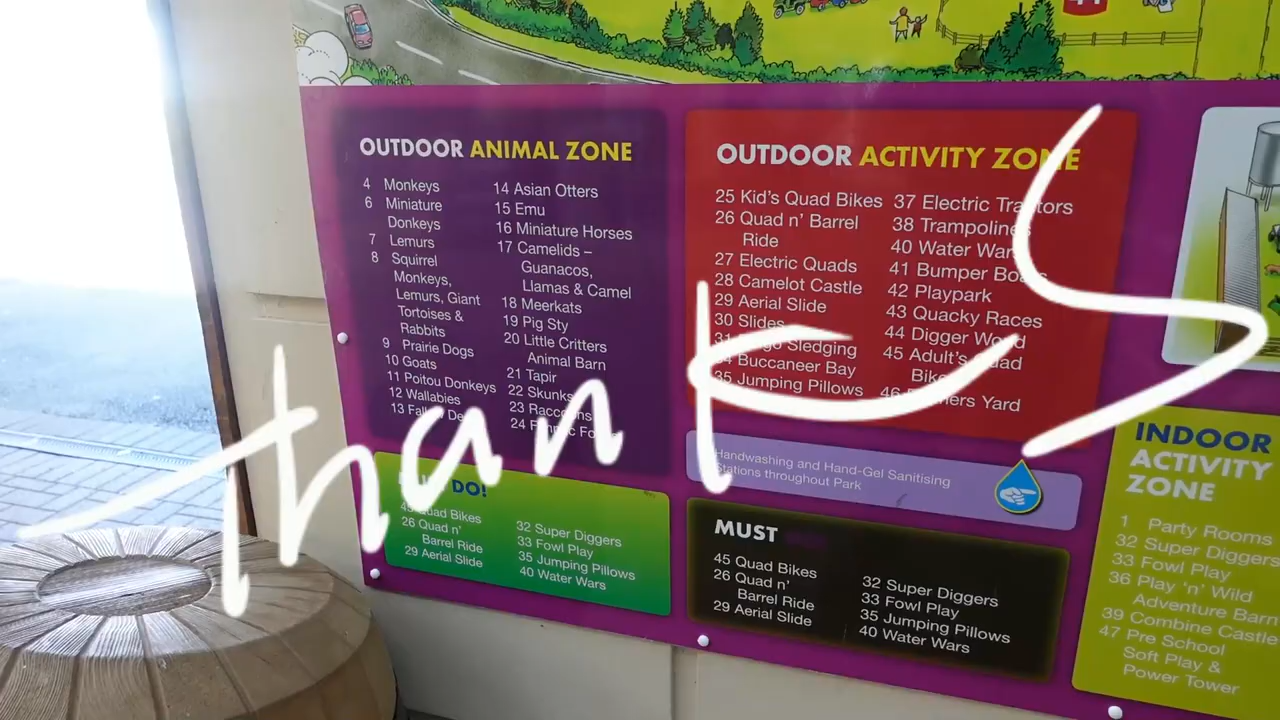 OUTDOOR ANIMAL ZONE
4 Monkeys
6 Miniature
Donkeys
7 Lemurs
8 Squirrel
Monkeys,
Lemurs, Giant
Tortoises &
Rabbits
9 Prairie Dogs
10 Goats
11 Poitou Donkeys
12 Wallabies
13
14 Asian Otters
15 Emu
16 Miniature Horses
17 Camelids –
Guanacos,
Llamas & Camel
18 Meerkats
19 Pig Sty
20 Little Critters
Animal Barn
21 Tapir
22 Skunks
23 Raccoons
24
OUTDOOR ACTIVITY ZONE
25 Kid's Quad Bikes
26 Quad n' Barrel
Ride
27 Electric Quads
28 Camelot Castle
29 Aerial Slide
30 Slides
Sledging
Buccaneer Bay
35 Jumping Pillows
37 Electric Tractors
38 Trampolines
40 Water Wars
41 Bumper Boats
42 Playpark
43 Quacky Races
44 Digger World
45 Adult's Quad
Bikes
46 Yard
Thanks
Handwashing and Hand-Gel Sanitising
Stations throughout Park
DO!
45 Quad Bikes
26 Quad n'
Barrel Ride
29 Aerial Slide
32 Super Diggers
33 Fowl Play
35 Jumping Pillows
40 Water Wars
MUST
45 Quad Bikes
26 Quad n'
Barrel Ride
29 Aerial Slide
32 Super Diggers
33 Fowl Play
35 Jumping Pillows
40 Water Wars
INDOOR
ACTIVITY
ZONE
1 Party Rooms
32 Super Diggers
33 Fowl Play
36 Play 'n' Wild
Adventure Barn
39 Combine Castle
47 Pre School
Soft Play &
Power Tower